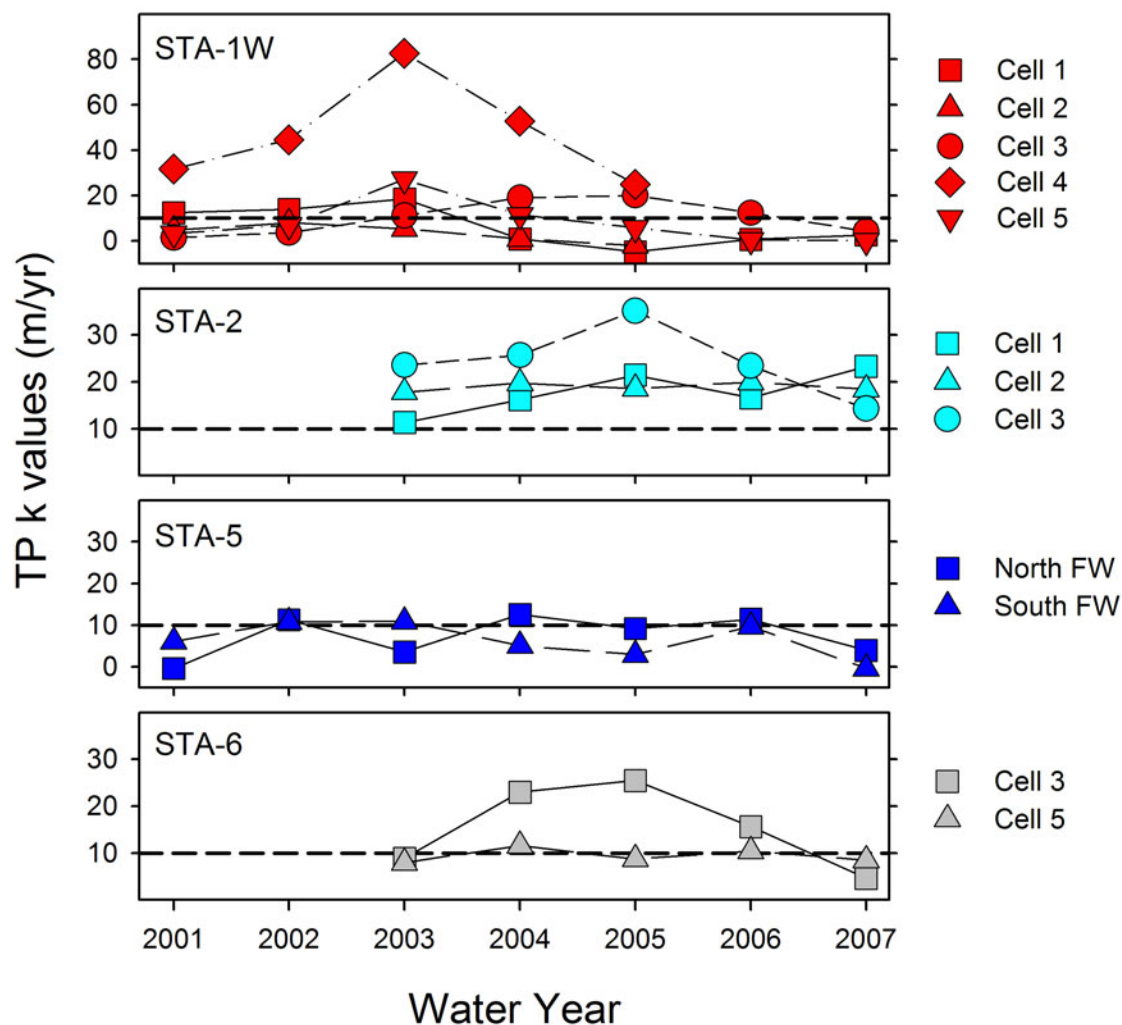 TP k values (m/yr)
STA-1W
80
60
40
20
0
Cell 1
Cell 2
Cell 3
Cell 4
Cell 5
STA-2
30
20
10
Cell 1
Cell 2
Cell 3
STA-5
30
20
10
0
North FW
South FW
STA-6
30
20
10
Cell 3
Cell 5
2001 2002 2003 2004 2005 2006 2007
Water Year